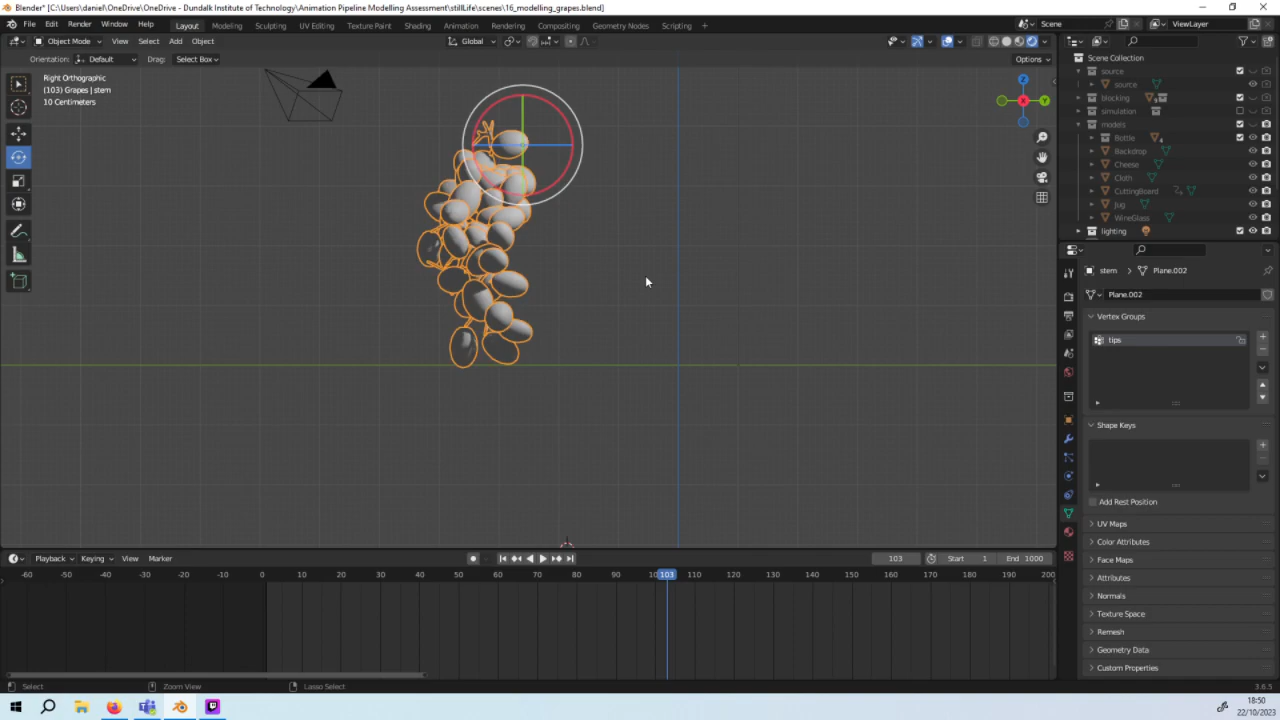 Blender* [C:\Users\daniel\OneDrive\OneDrive - Dundalk Institute of Technology\Animation Pipeline Modelling Assessment\stillLife\scenes\16_modelling_grapes.blend]
File Edit Render Window Help Layout Modeling Sculpting UV Editing Texture Paint Shading Animation Rendering Compositing Geometry Nodes Scripting + Scene ViewLayer
Object Mode View Select Add Object Global
Orientation: Default Drag: Select Box Options
Right Orthographic
(103) Grapes | stem
10 Centimeters
Z
X
Y
Scene Collection
source
source
blocking
simulation
models
Bottle
Backdrop
Cheese
Cloth
CuttingBoard
Jug
WineGlass
lighting
stem > Plane.002
Plane.002
Vertex Groups
tips
Shape Keys
Add Rest Position
UV Maps
Color Attributes
Face Maps
Attributes
Normals
Texture Space
Remesh
Geometry Data
Custom Properties
Playback Keying View Marker 103 Start 1 End 1000
-60 -50 -40 -30 -20 -10 0 10 20 30 40 50 60 70 80 90 103 110 120 130 140 150 160 170 180 190 200
Select Zoom View Lasso Select 3.6.5
18:50
22/10/2023